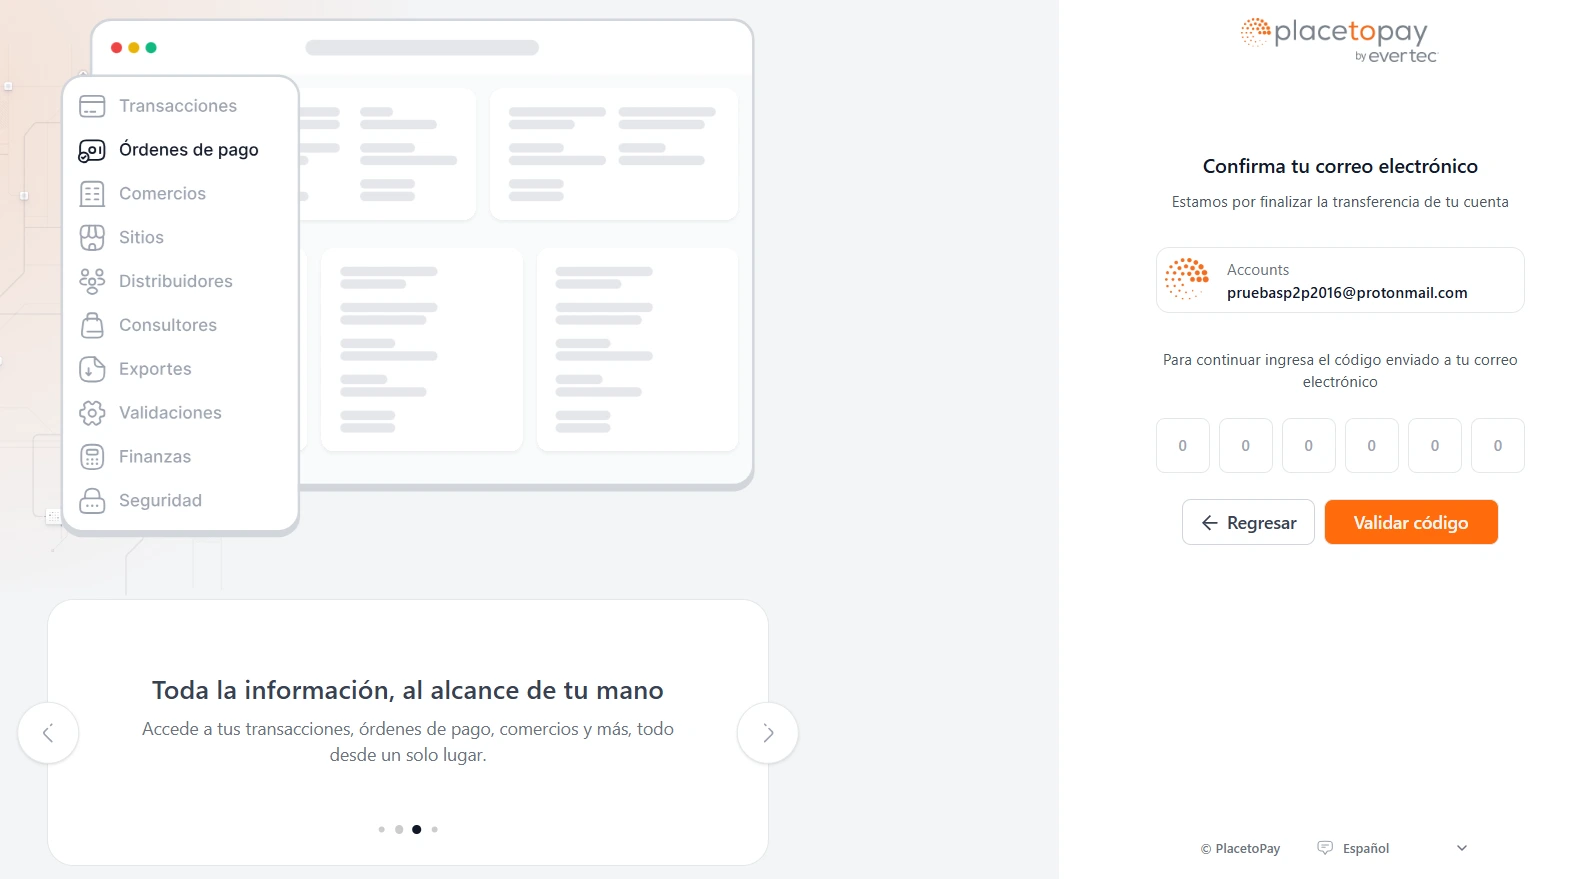 Transacciones
Órdenes de pago
Comercios
Sitios
Distribuidores
Consultores
Exportes
Validaciones
Finanzas
Seguridad
Toda la información, al alcance de tu mano
Accede a tus transacciones, órdenes de pago, comercios y más, todo
desde un solo lugar.
placetopay
by evertec
Confirma tu correo electrónico
Estamos por finalizar la transferencia de tu cuenta
Accounts
pruebasp2p2016@protonmail.com
Para continuar ingresa el código enviado a tu correo
electrónico
0 0 0 0 0 0
Regresar Validar código
© PlacetoPay Español